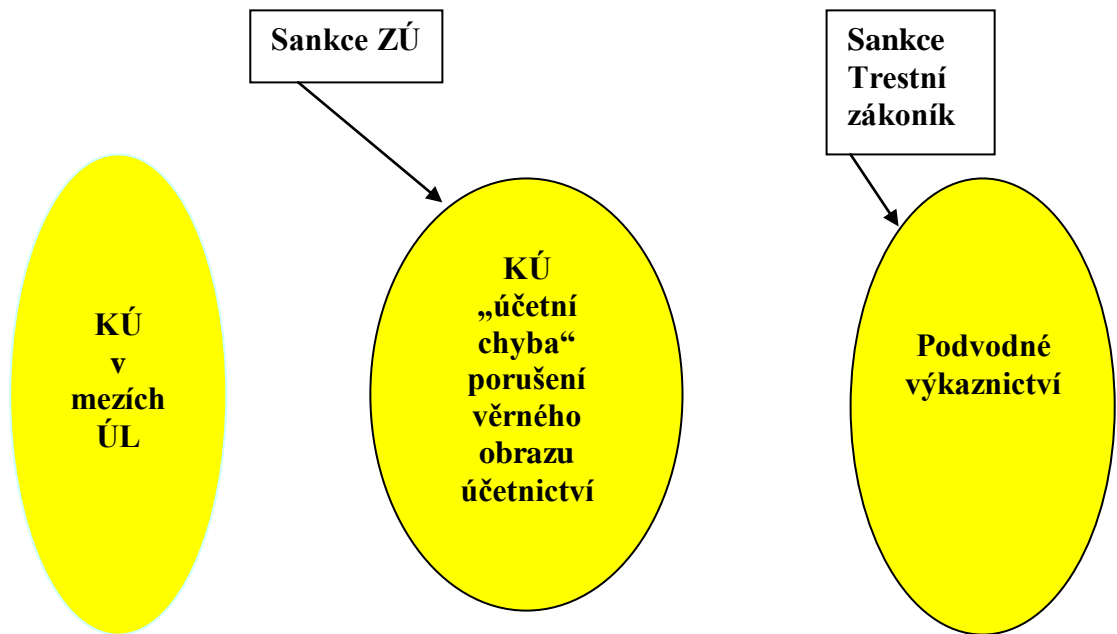 Sankce ZÚ
Sankce
Trestní
zákoník
KÚ
v
mezích
ÚL
KÚ
„účetní
chyba“
porušení
věrného
obrazu
účetnictví
Podvodné
výkaznictví